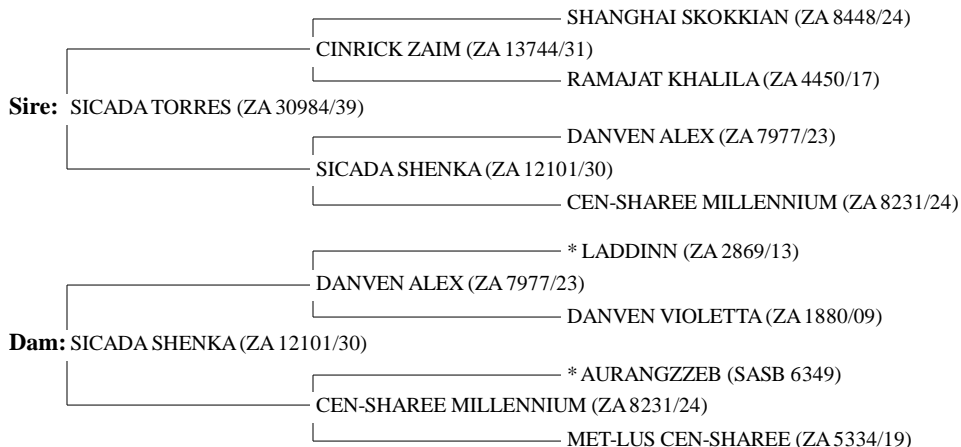 SHANGHAI SKOKKIAN (ZA 8448/24)
CINRICK ZAIM (ZA 13744/31)
RAMAJAT KHALILA (ZA 4450/17)
Sire: SICADA TORRES (ZA 30984/39)
DANVEN ALEX (ZA 7977/23)
SICADA SHENKA (ZA 12101/30)
CEN-SHAREE MILLENNIUM (ZA 8231/24)
* LADDINN (ZA 2869/13)
DANVEN ALEX (ZA 7977/23)
DANVEN VIOLETTA (ZA 1880/09)
Dam: SICADA SHENKA (ZA 12101/30)
* AURANGZZEB (SASB 6349)
CEN-SHAREE MILLENNIUM (ZA 8231/24)
MET-LUS CEN-SHAREE (ZA 5334/19)